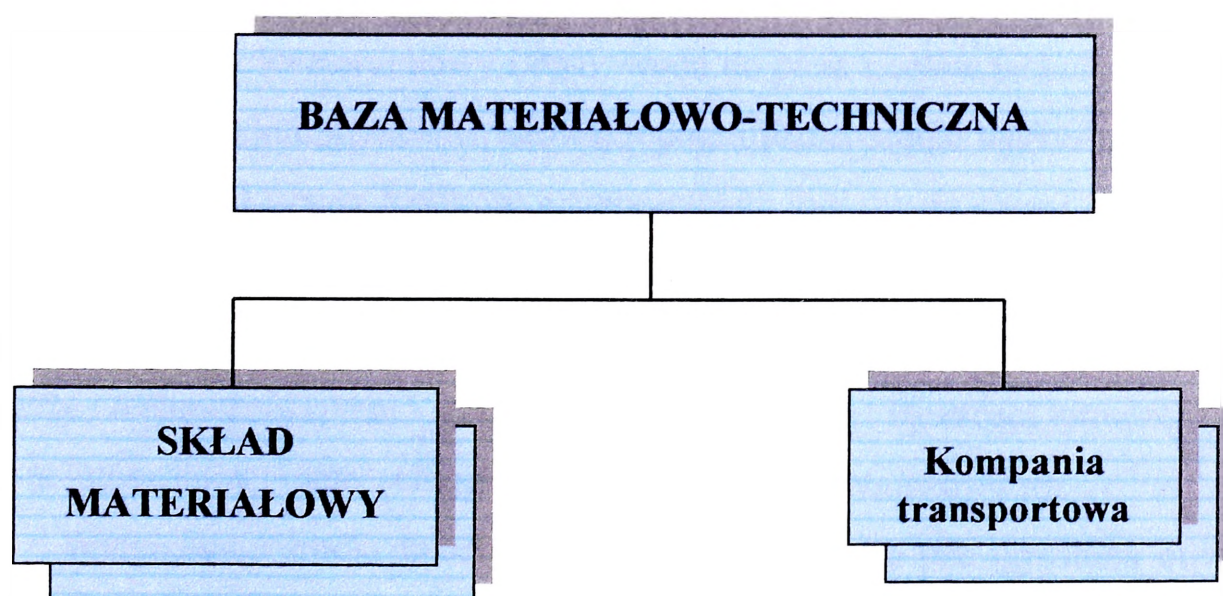 BAZA MATERIAŁOWO-TECHNICZNA
SKŁAD
MATERIAŁOWY
Kompania
transportowa